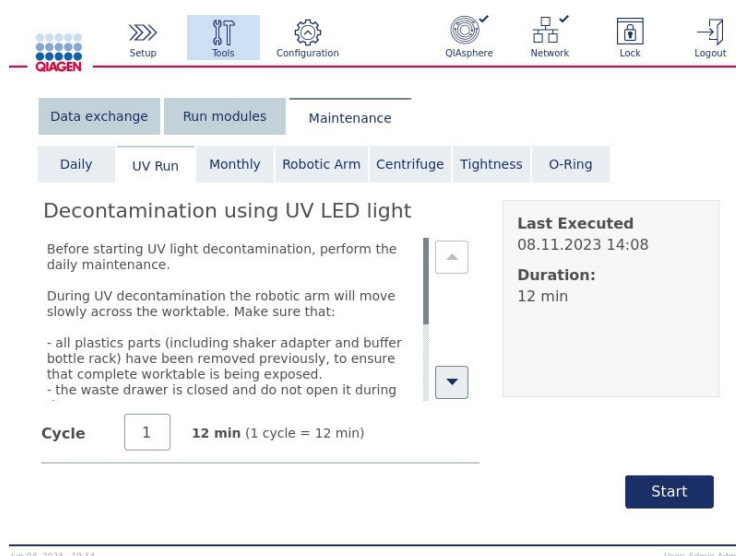 QIAGEN
Setup
Tools
Configuration
QIAsphere
Network
Lock
Logout
Data exchange
Run modules
Maintenance
Daily
UV Run
Monthly
Robotic Arm
Centrifuge
Tightness
O-Ring
Decontamination using UV LED light
Before starting UV light decontamination, perform the
daily maintenance.
During UV decontamination the robotic arm will move
slowly across the worktable. Make sure that:
- all plastics parts (including shaker adapter and buffer
bottle rack) have been removed previously, to ensure
that complete worktable is being exposed.
- the waste drawer is closed and do not open it during
Last Executed
08.11.2023 14:08
Duration:
12 min
Cycle
1
12 min (1 cycle = 12 min)
Start